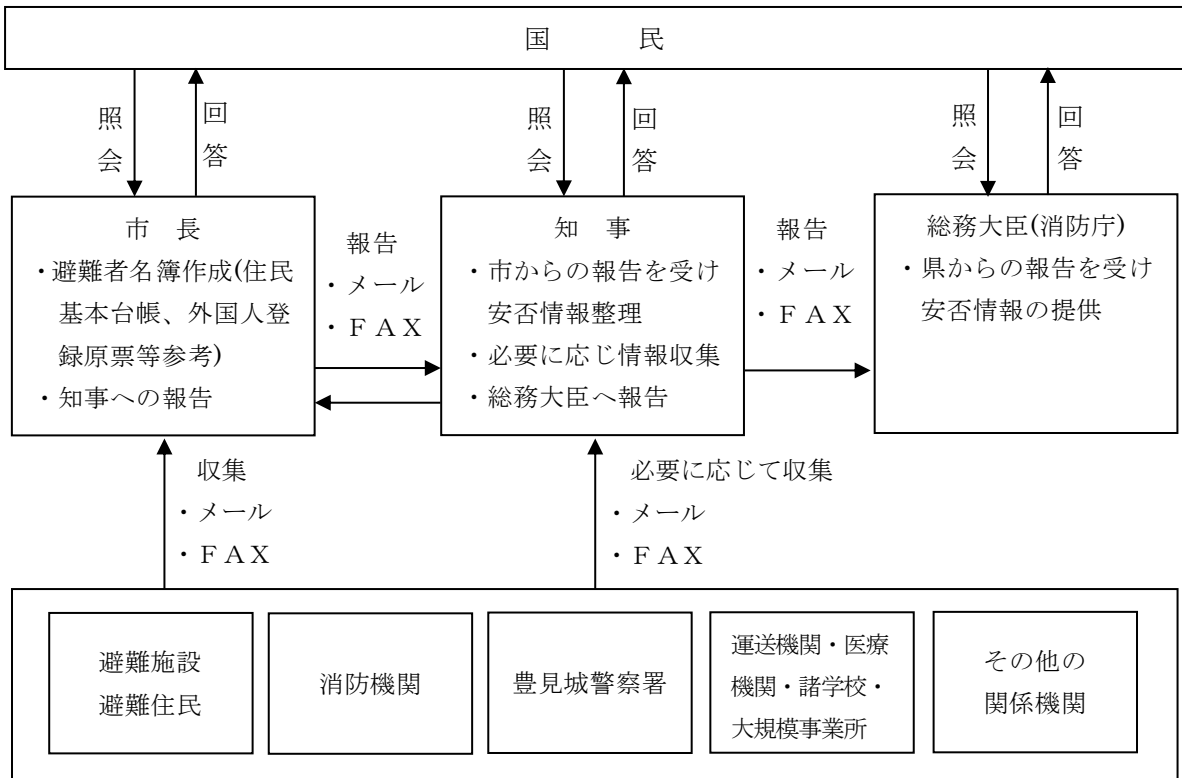 国　　　民
照会
回答
照会
回答
照会
回答
市　長
・避難者名簿作成(住民
基本台帳、外国人登
録原票等参考)
・知事への報告
報告
・メール
・ＦＡＸ
知　事
・市からの報告を受け
安否情報整理
・必要に応じ情報収集
・総務大臣へ報告
報告
・メール
・ＦＡＸ
総務大臣(消防庁)
・県からの報告を受け
安否情報の提供
収集
・メール
・ＦＡＸ
必要に応じて収集
・メール
・ＦＡＸ
避難施設
避難住民
消防機関
豊見城警察署
運送機関・医療
機関・諸学校・
大規模事業所
その他の
関係機関